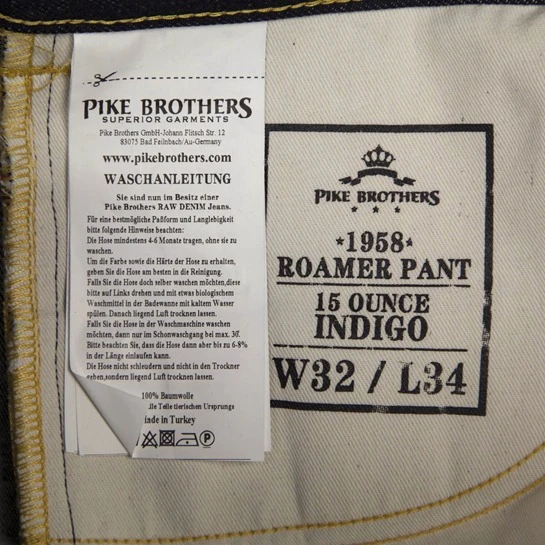 PIKE BROTHERS
SUPERIOR GARMENTS
Pike Brothers GmbH-Johann Flitsch Str. 12
83075 Bad Feilnbach/Au-Germany
www.pikebrothers.com
WASCHANLEITUNG
Sie sind nun im Besitz einer
Pike Brothers RAW DENIM Jeans.
Für eine bestmögliche Paßform und Langlebigkeit
bitte folgende Hinweise beachten:
Die Hose mindestens 4-6 Monate tragen, ohne sie zu
waschen.
Um die Farbe sowie die Härte der Hose zu erhalten,
geben Sie die Hose am besten in die Reinigung.
Falls Sie die Hose doch selber waschen möchten,diese
bitte auf Links drehen und mit etwas biologischem
Waschmittel in der Badewanne mit kaltem Wasser
spülen. Danach liegend Luft trocknen lassen.
Falls Sie die Hose in der Waschmaschine waschen
möchten, dann nur im Schonwaschgang bei max. 30.
Bitte beachten Sie, dass die Hose dann aber bis zu 6-8%
in der Länge einlaufen kann.
Die Hose nicht schleudern und nicht in den Trockner
geben,sondern liegend Luft trocknen lassen.
100% Baumwolle
lle Teile tierischen Ursprungs
ade in Turkey
P
PIKE BROTHERS
1958
ROAMER PANT
15 OUNCE
INDIGO
W32 / L34